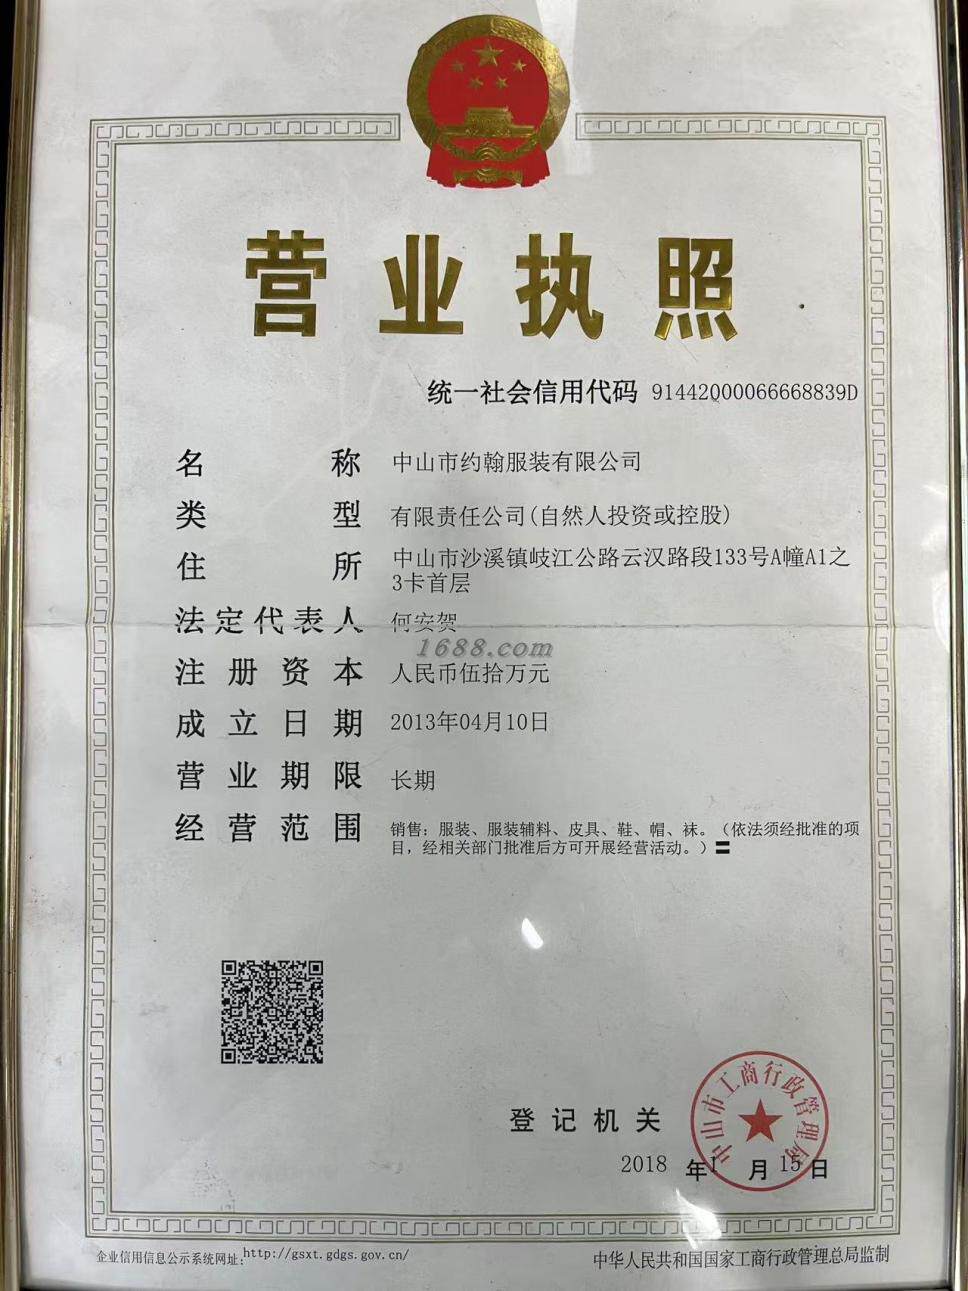 营业执照
统一社会信用代码 91442000066668839D
名称 中山市约翰服装有限公司
类型 有限责任公司(自然人投资或控股)
住所 中山市沙溪镇岐江公路云汉路段133号A幢A1之
3卡首层
法定代表人 何安贺
1688.com
注册资本 人民币伍拾万元
成立日期 2013年04月10日
营业期限 长期
经营范围 销售：服装、服装辅料、皮具、鞋、帽、袜。（依法须经批准的项
目，经相关部门批准后方可开展经营活动。）〓
中山市工商行政管理局
登记机关
2018年1月15日
企业信用信息公示系统网址：http://gsxt.gdgs.gov.cn/
中华人民共和国国家工商行政管理总局监制